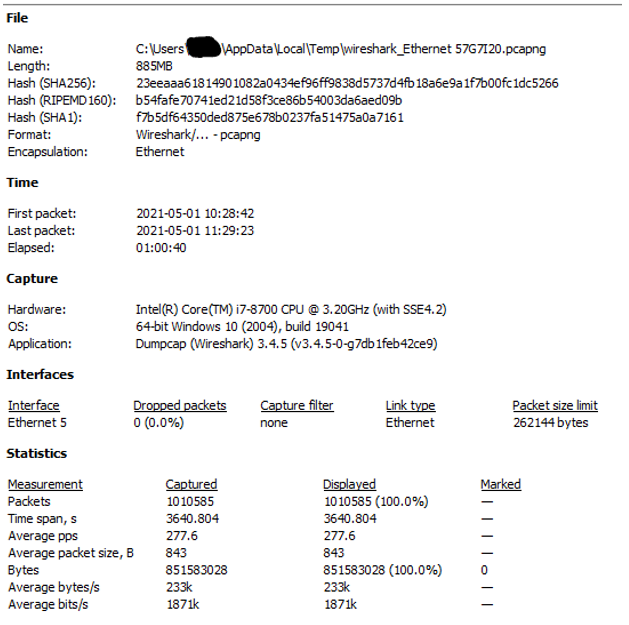 File
Name: C:\Users\ \AppData\Local\Temp\wireshark_Ethernet 57G7I20.pcapng
Length: 885MB
Hash (SHA256): 23eeaaa61814901082a0434ef96ff9838d5737d4fb18a6e9a1f7b00fc1dc5266
Hash (RIPEMD160): b54fafe70741ed21d58f3ce86b54003da6aed09b
Hash (SHA1): f7b5df64350ded875e678b0237fa51475a0a7161
Format: Wireshark/... - pcapng
Encapsulation: Ethernet
Time
First packet: 2021-05-01 10:28:42
Last packet: 2021-05-01 11:29:23
Elapsed: 01:00:40
Capture
Hardware: Intel(R) Core(TM) i7-8700 CPU @ 3.20GHz (with SSE4.2)
OS: 64-bit Windows 10 (2004), build 19041
Application: Dumpcap (Wireshark) 3.4.5 (v3.4.5-0-g7db1feb42ce9)
Interfaces
Interface Dropped packets Capture filter Link type Packet size limit
Ethernet 5 0 (0.0%) none Ethernet 262144 bytes
Statistics
Measurement Captured Displayed Marked
Packets 1010585 1010585 (100.0%) —
Time span, s 3640.804 3640.804 —
Average pps 277.6 277.6 —
Average packet size, B 843 843 —
Bytes 851583028 851583028 (100.0%) 0
Average bytes/s 233k 233k —
Average bits/s 1871k 1871k —